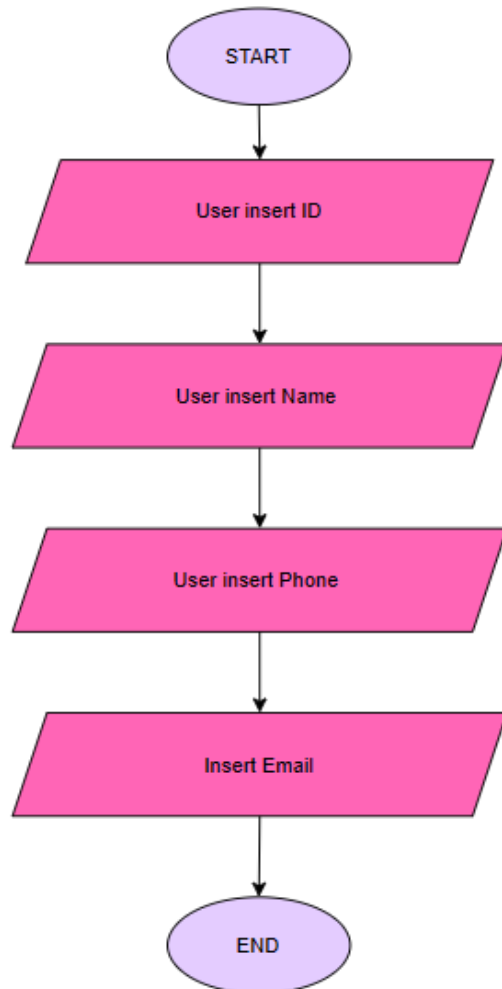 START
User insert ID
User insert Name
User insert Phone
Insert Email
END